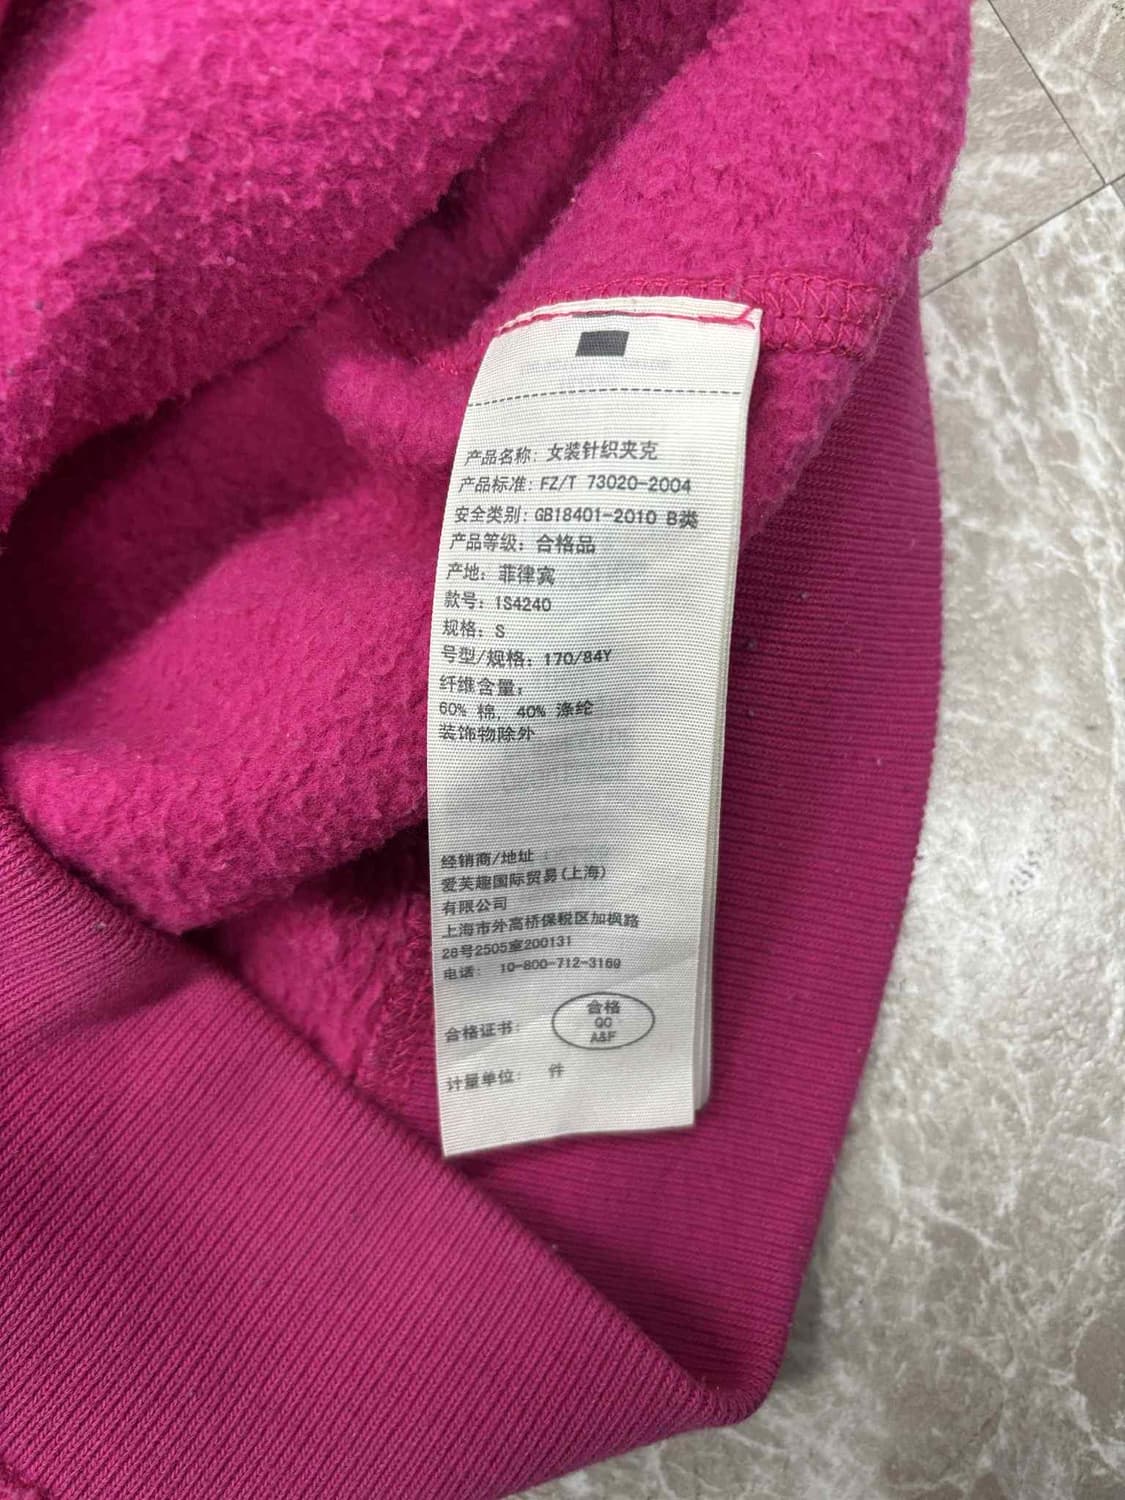 产品名称: 女装针织夹克
产品标准: FZ/T 73020-2004
安全类别: GB18401-2010 B类
产品等级: 合格品
产地: 菲律宾
款号: 1S4240
规格: S
号型/规格: 170/84Y
纤维含量:
60% 棉, 40% 涤纶
装饰物除外
经销商/地址
爱芙趣国际贸易(上海)
有限公司
上海市外高桥保税区加枫路
28号2505室200131
电话: 10-800-712-3169
合格证书: 合格
QC
A&F
计量单位: 件